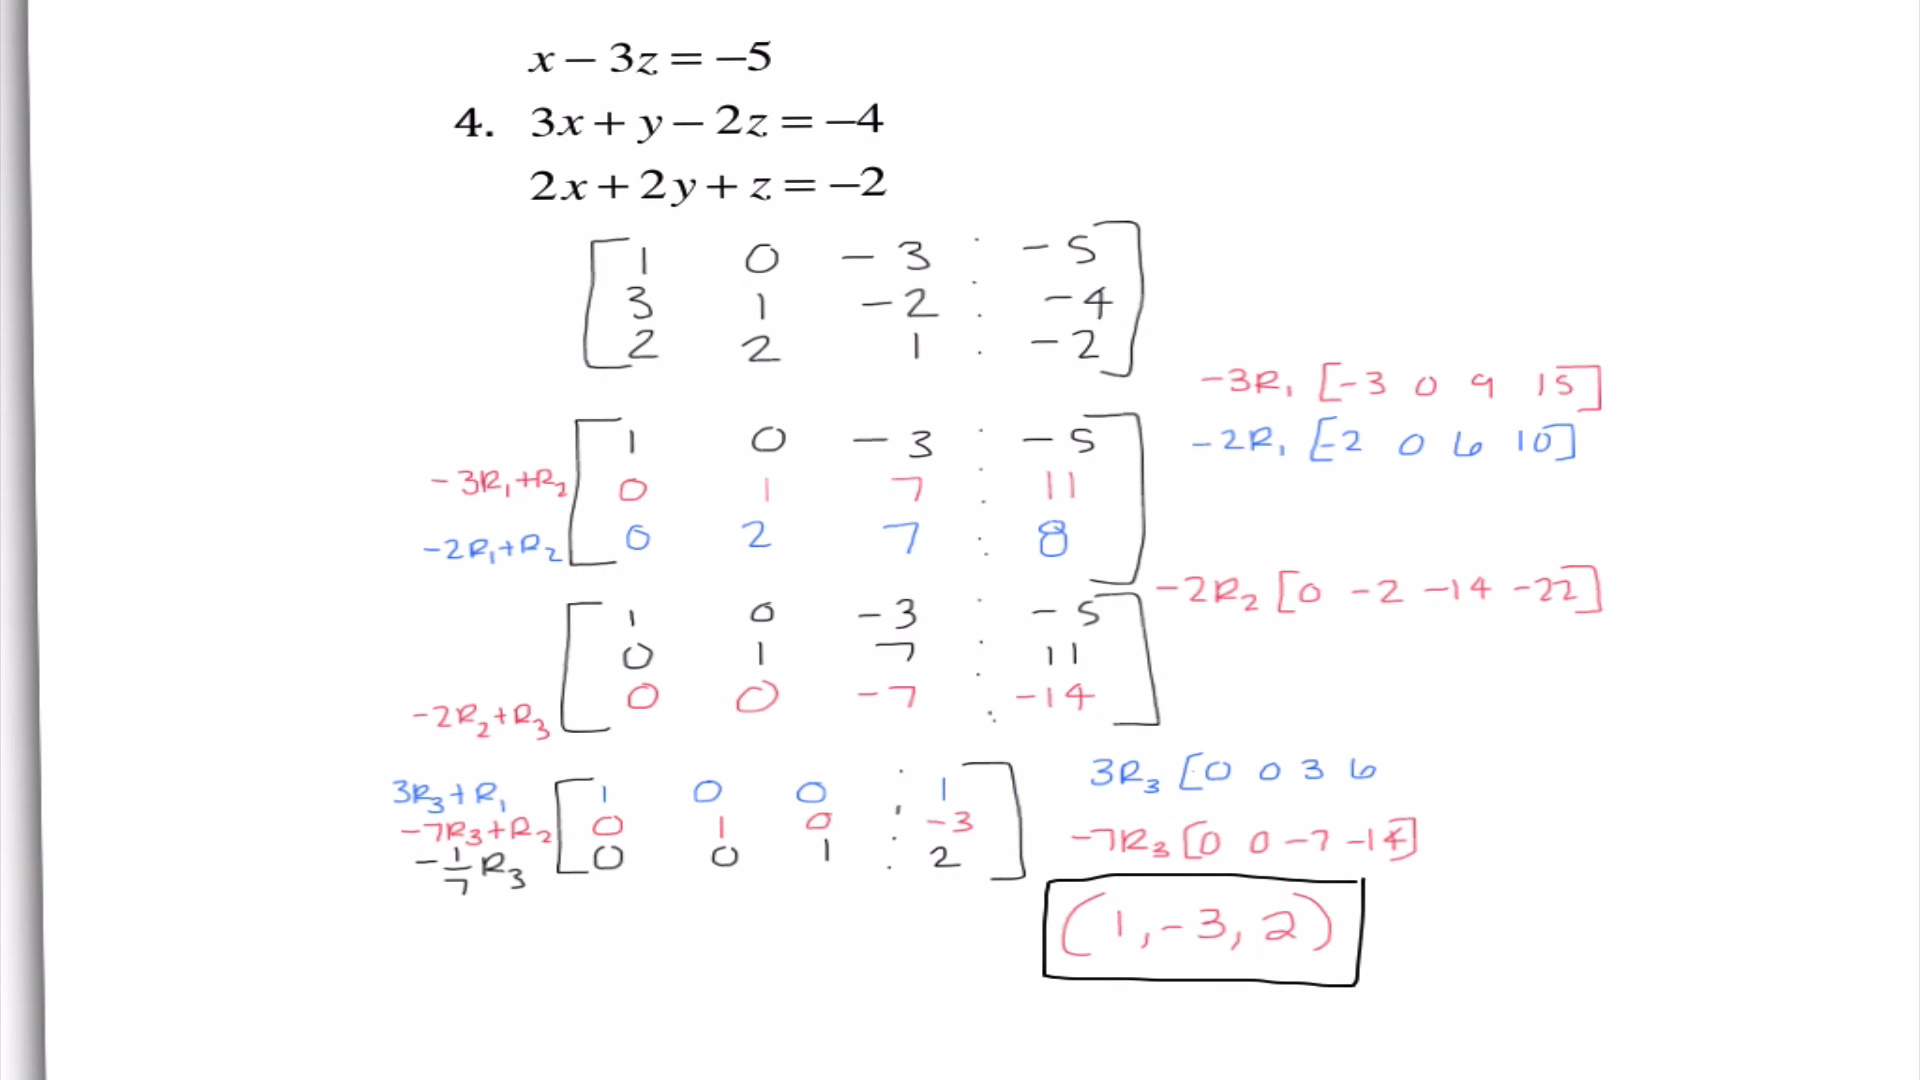 x − 3z = −5
4. 3x + y − 2z = −4
2x + 2y + z = −2
[1 0 −3 : −5]
3 1 −2 : −4
2 2 1 : −2
−3R₁ [−3 0 9 15]
−2R₁ [−2 0 6 10]
1 0 −3 : −5
−3R₁+R₂ 0 1 7 : 11
−2R₁+R₂ 0 2 7 : 8
−2R₂ [0 −2 −14 −22]
1 0 −3 : −5
0 1 7 : 11
−2R₂+R₃ 0 0 −7 : −14
3R₃ [0 0 3 6
3R₃+R₁ 1 0 0 : 1
−7R₃+R₂ 0 1 0 : −3
−7R₃ [0 0 −7 −14]
−1/7 R₃ 0 0 1 : 2
(1, −3, 2)